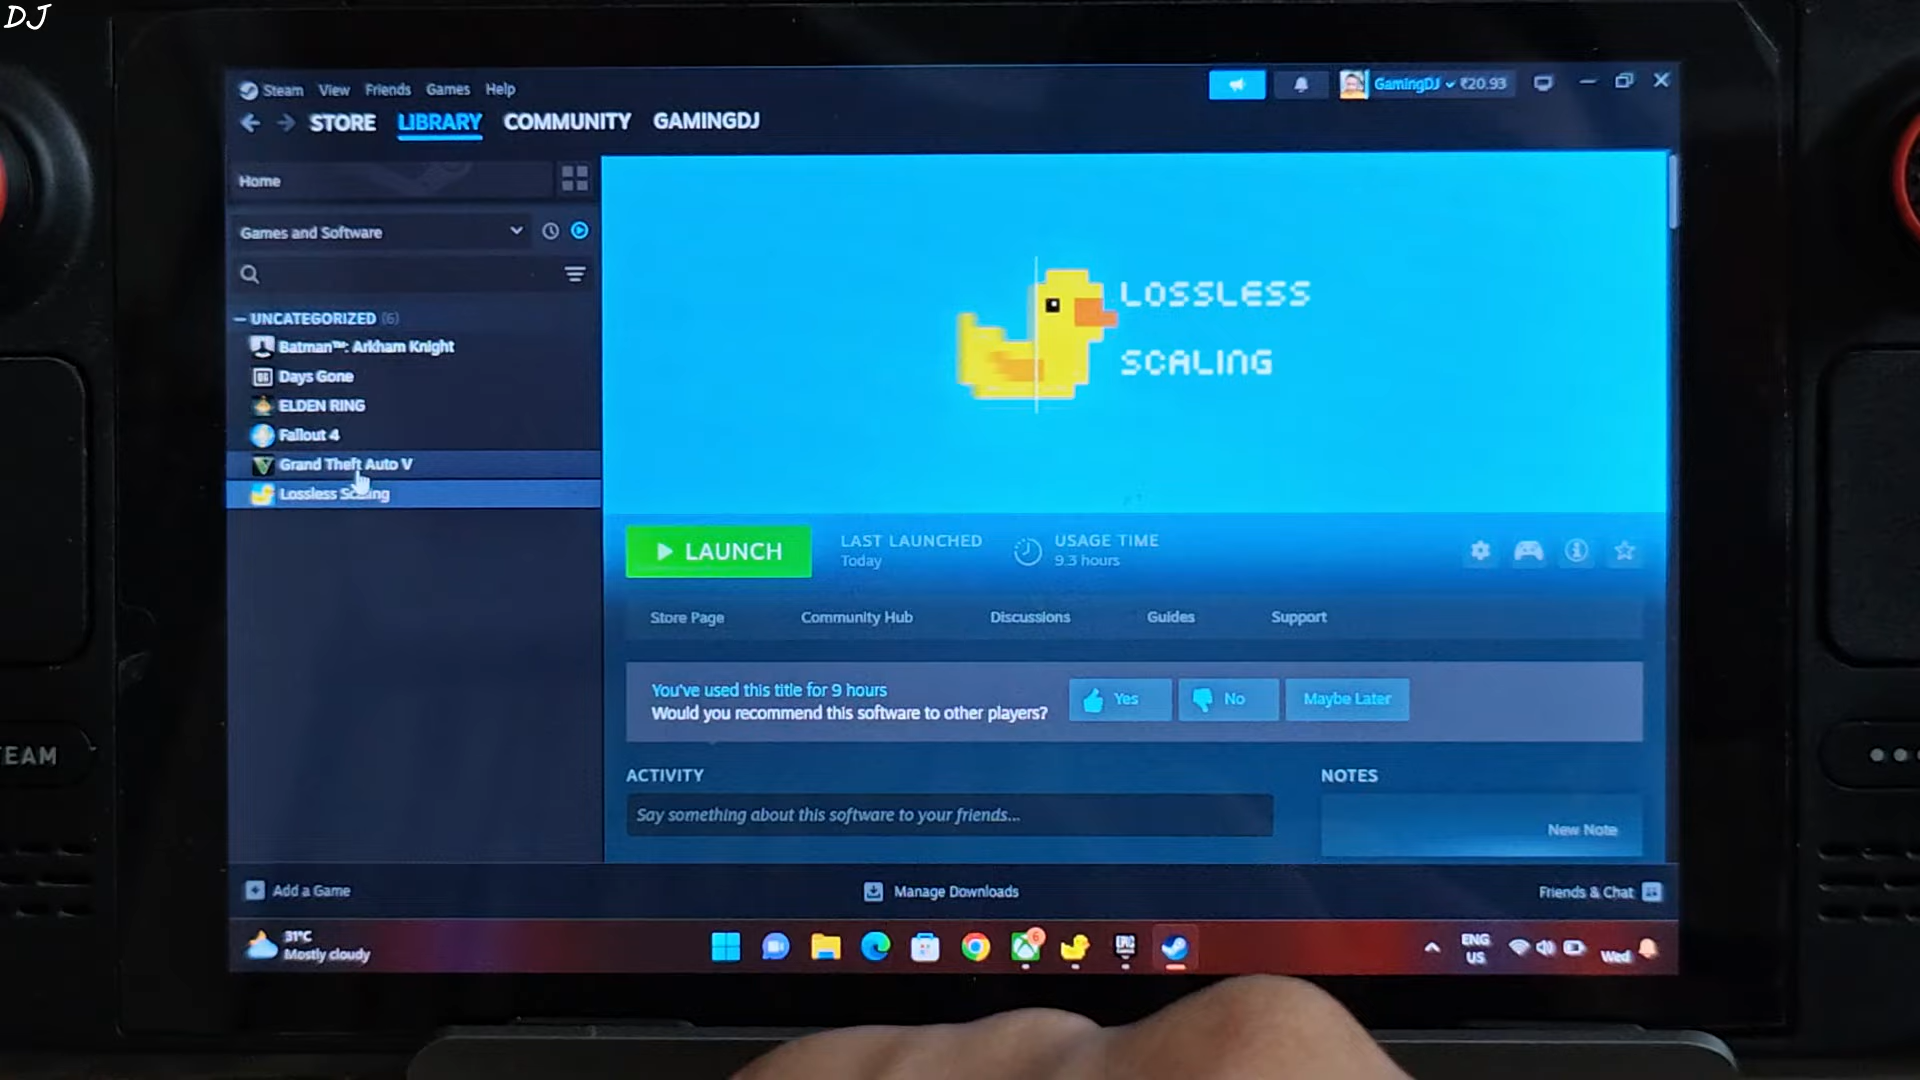 DJ
Steam View Friends Games Help
GamingDJ ₹20.93
STORE LIBRARY COMMUNITY GAMINGDJ
Home
Games and Software
UNCATEGORIZED (6)
Batman™: Arkham Knight
Days Gone
ELDEN RING
Fallout 4
Grand Theft Auto V
Lossless Scaling
LOSSLESS
SCALING
LAUNCH
LAST LAUNCHED
Today
USAGE TIME
9.3 hours
Store Page Community Hub Discussions Guides Support
You've used this title for 9 hours
Would you recommend this software to other players?
Yes No Maybe Later
ACTIVITY
Say something about this software to your friends...
NOTES
New Note
Add a Game Manage Downloads Friends & Chat
31°C
Mostly cloudy
6
EPIC
ENG
US
Wed
TEAM